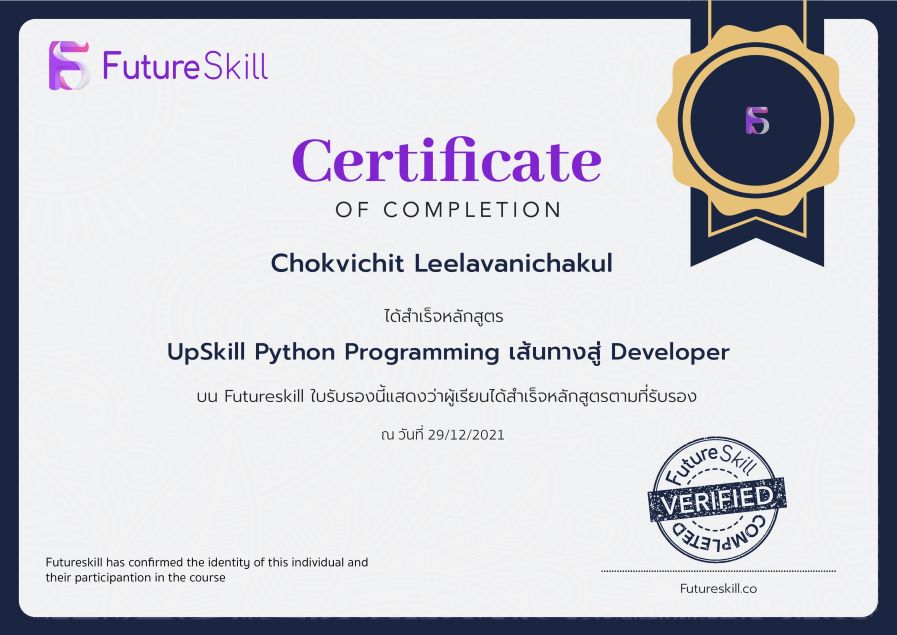 FutureSkill
Certificate
OF COMPLETION
Chokvichit Leelavanichakul
ได้สำเร็จหลักสูตร
UpSkill Python Programming เส้นทางสู่ Developer
บน Futureskill ใบรับรองนี้แสดงว่าผู้เรียนได้สำเร็จหลักสูตรตามที่รับรอง
ณ วันที่ 29/12/2021
FutureSkill
VERIFIED
COMPLETED
Futureskill has confirmed the identity of this individual and
their participantion in the course
Futureskill.co